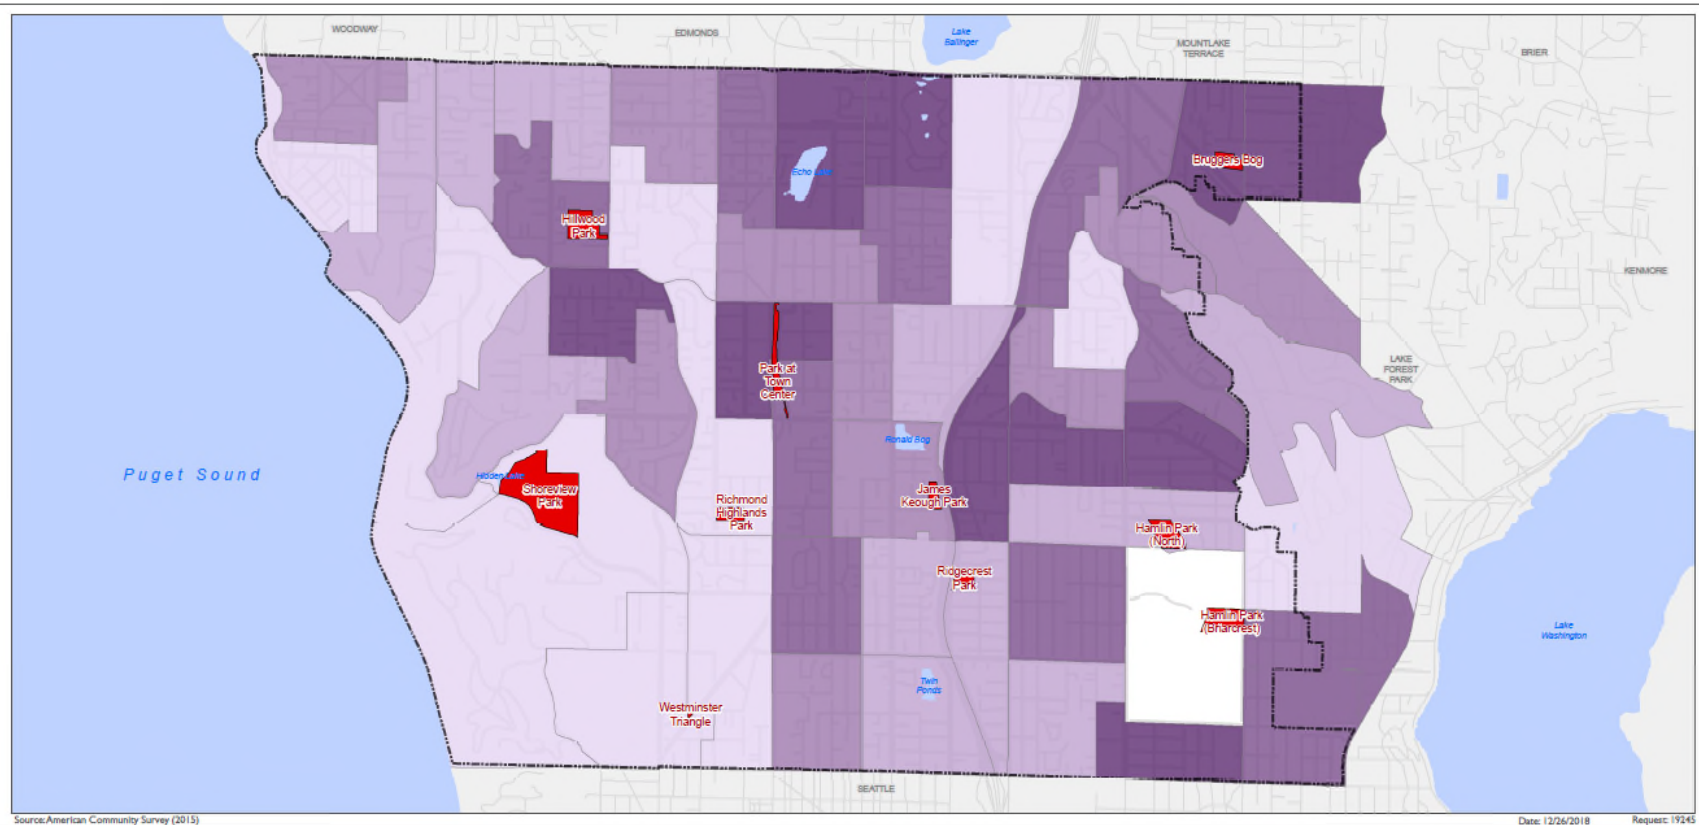 WOODWAY
EDMONDS
Lake
Ballinger
MOUNTLAKE
TERRACE
BRIER
Bruggers Bog
Echo Lake
Hillwood
Park
KENMORE
Park at
Town
Center
LAKE
FOREST
PARK
Ronald Bog
Puget Sound
Hidden Lake
Shoreview
Park
Richmond
Highlands
Park
James
Keough Park
Hamlin Park
(North)
Ridgecrest
Park
Hamlin Park
(Briarcrest)
Lake
Washington
Twin
Ponds
Westminster
Triangle
SEATTLE
Source:American Community Survey (2015)
Date: 12/26/2018
Request: 19245